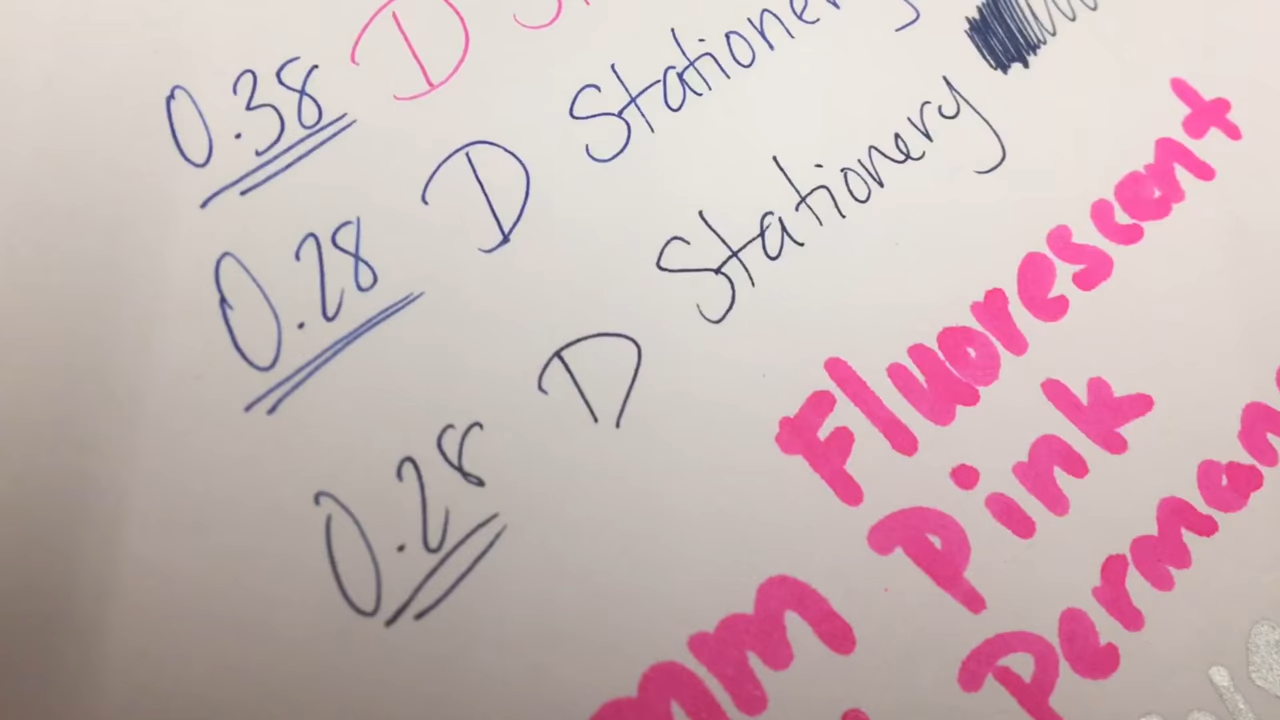 0.38 D
0.28 D Stationery
0.28 D Stationery
Fluorescent
Pink
mm Perman